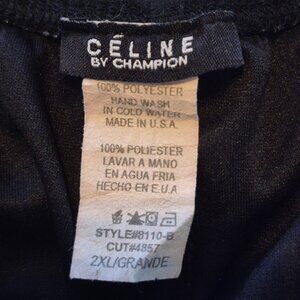 CÉLINE
BY CHAMPION
100% POLYESTER
HAND WASH
IN COLD WATER
MADE IN U.S.A.
100% POLIESTER
LAVAR A MANO
EN AGUA FRIA
HECHO EN E.U.A
STYLE#8110-B
CUT#4857
2XL/GRANDE